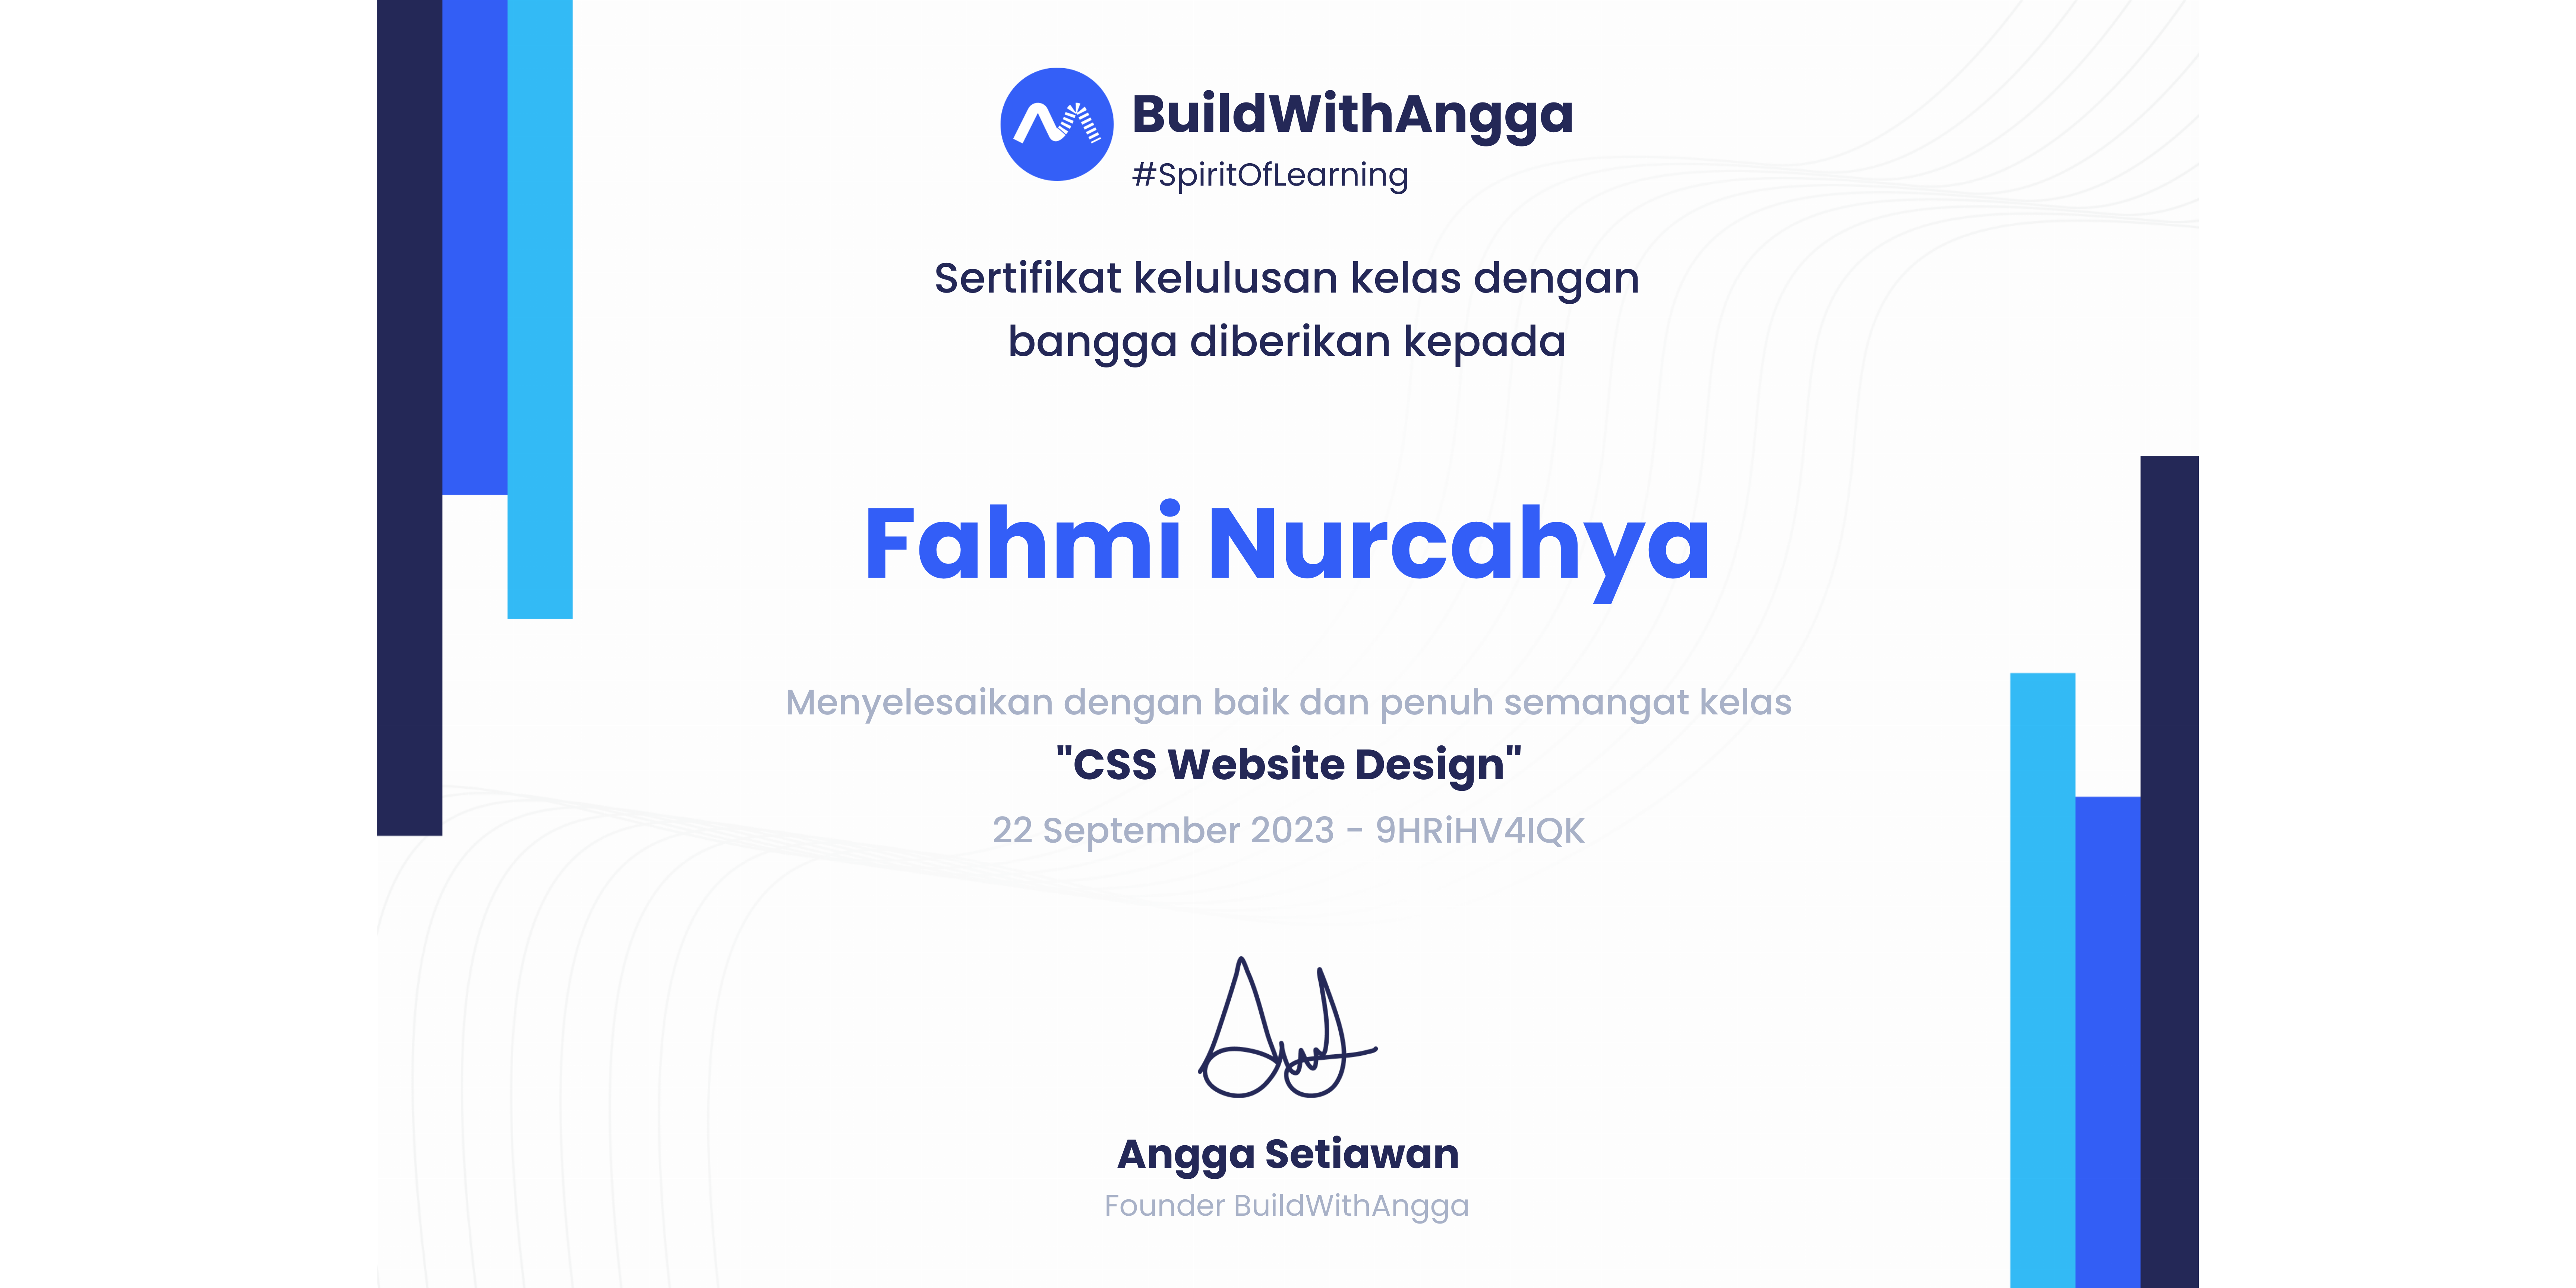 BuildWithAngga
#SpiritOfLearning
Sertifikat kelulusan kelas dengan
bangga diberikan kepada
Fahmi Nurcahya
Menyelesaikan dengan baik dan penuh semangat kelas
"CSS Website Design"
22 September 2023 - 9HRiHV4IQK
Angga Setiawan
Founder BuildWithAngga